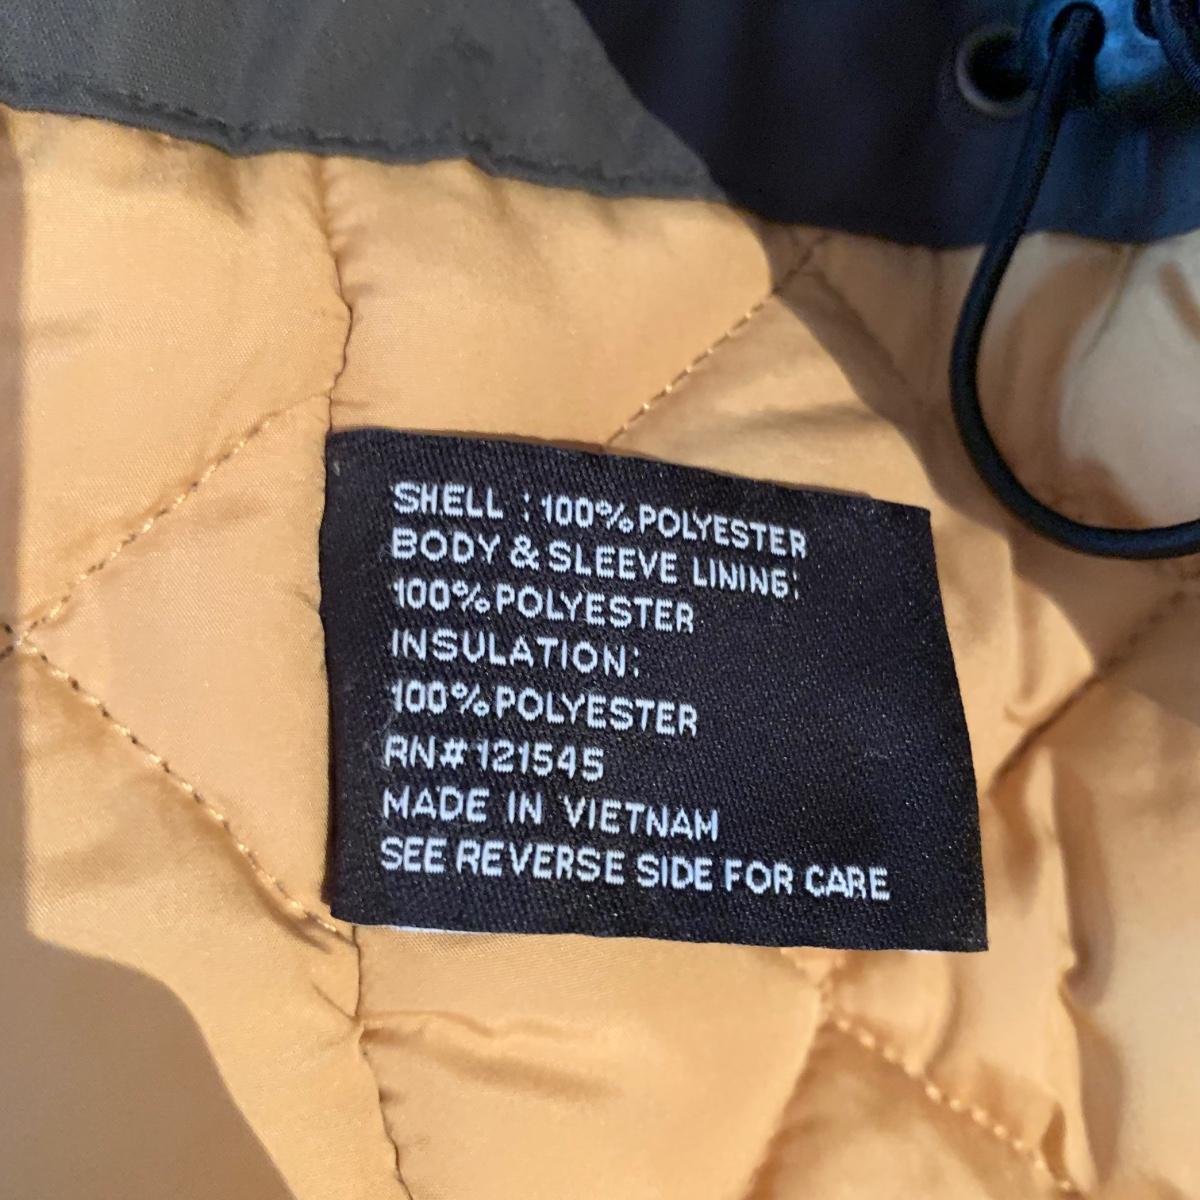 SHELL : 100% POLYESTER
BODY & SLEEVE LINING:
100% POLYESTER
INSULATION:
100% POLYESTER
RN# 121545
MADE IN VIETNAM
SEE REVERSE SIDE FOR CARE